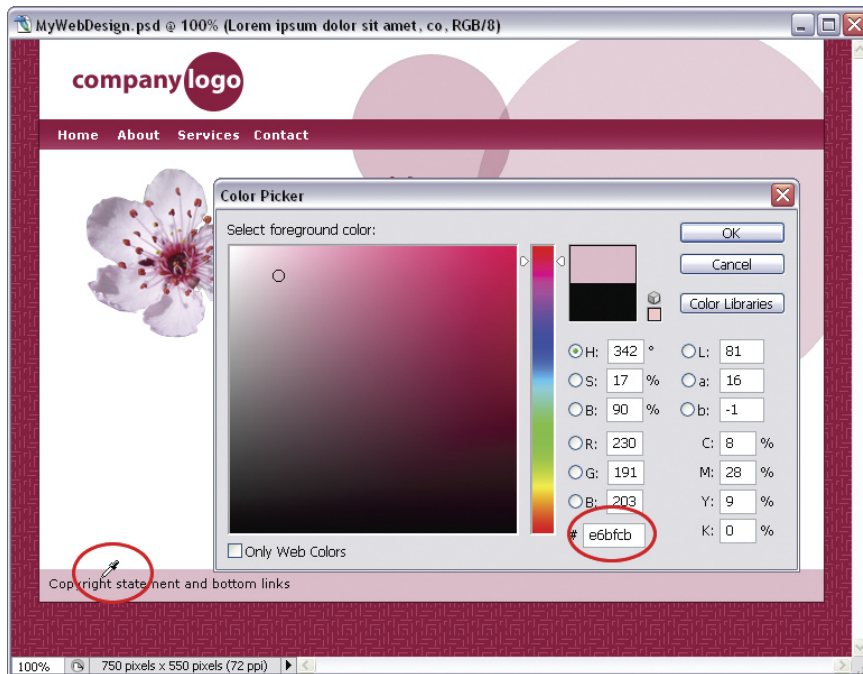 MyWebDesign.psd @ 100% (Lorem ipsum dolor sit amet, co, RGB/8)
companylogo
Home About Services Contact
Color Picker
Select foreground color:
OK
Cancel
Color Libraries
H: 342 ° L: 81
S: 17 % a: 16
B: 90 % b: -1
R: 230 C: 8 %
G: 191 M: 28 %
B: 203 Y: 9 %
# e6bfcb K: 0 %
Only Web Colors
Copyright statement and bottom links
100% 750 pixels x 550 pixels (72 ppi)